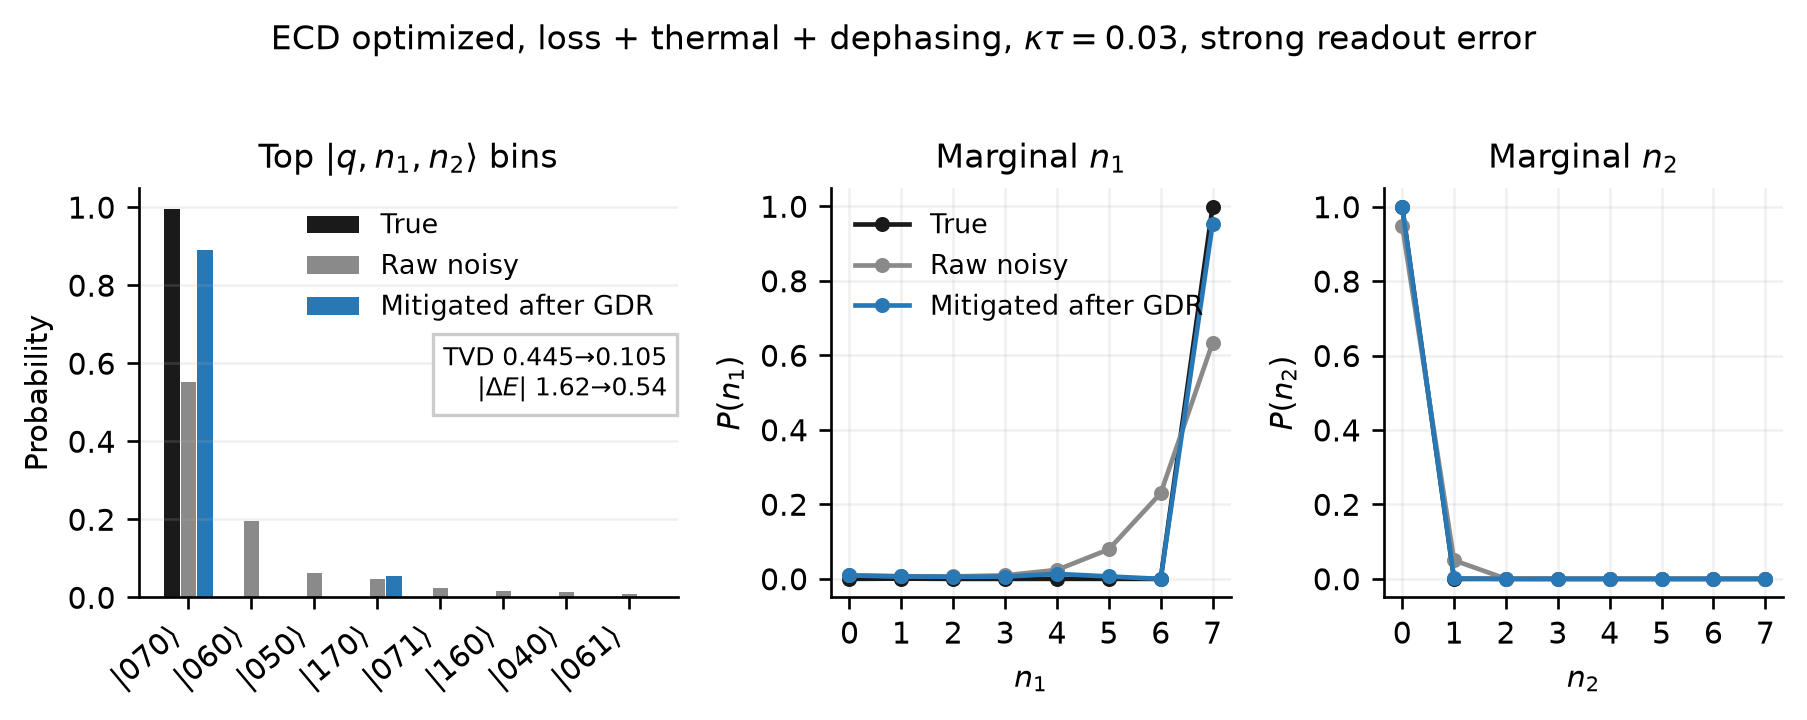 ECD optimized, loss + thermal + dephasing, κτ = 0.03, strong readout error
Top |q, n₁, n₂⟩ bins
Probability
1.0
0.8
0.6
0.4
0.2
0.0
True
Raw noisy
Mitigated after GDR
TVD 0.445→0.105
|ΔE| 1.62→0.54
|070⟩
|060⟩
|050⟩
|170⟩
|071⟩
|160⟩
|040⟩
|061⟩
Marginal n₁
P(n₁)
1.0
0.8
0.6
0.4
0.2
0.0
True
Raw noisy
Mitigated after GDR
0 1 2 3 4 5 6 7
n₁
Marginal n₂
P(n₂)
1.0
0.8
0.6
0.4
0.2
0.0
0 1 2 3 4 5 6 7
n₂